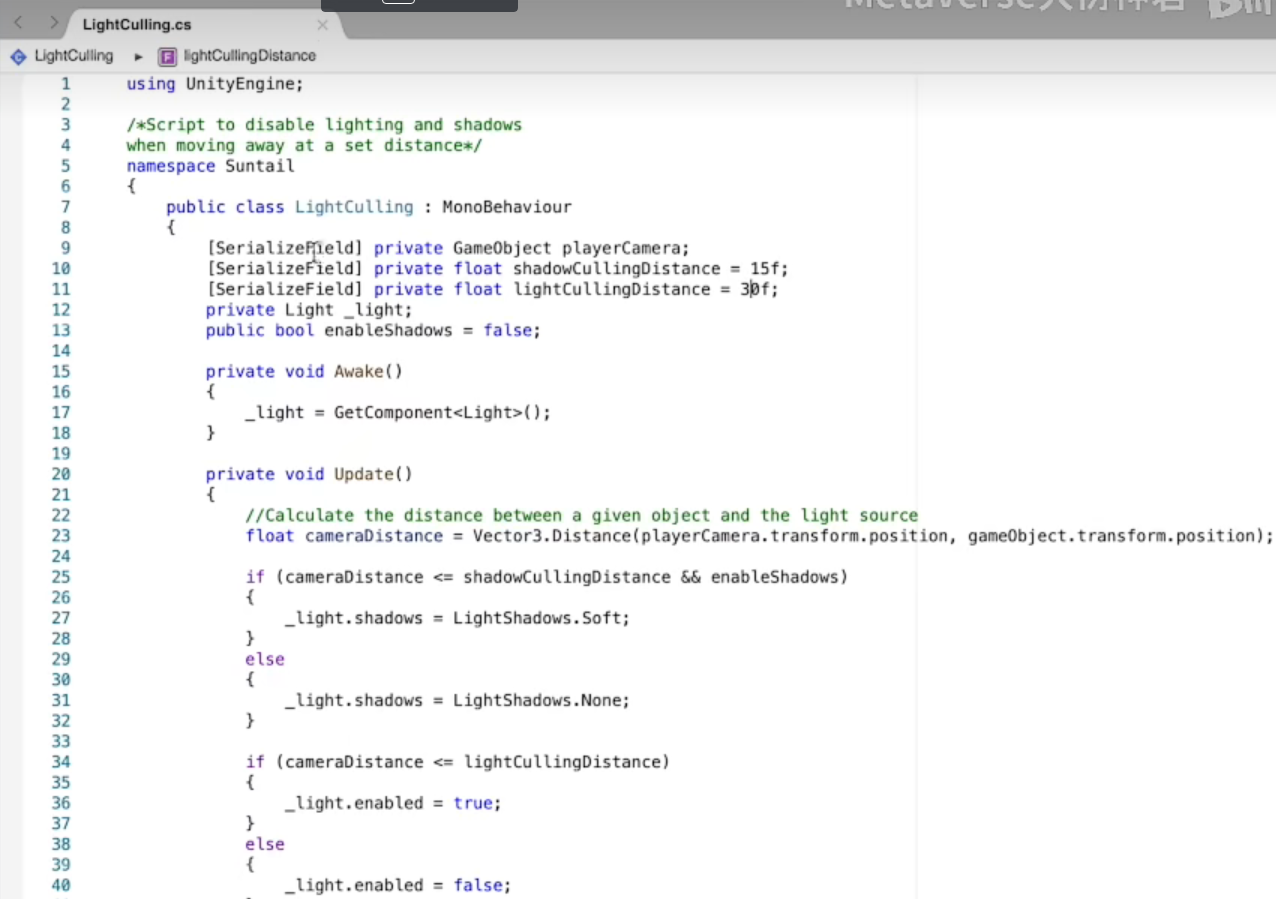 LightCulling.cs
LightCulling ▸ F lightCullingDistance
1 using UnityEngine;
2
3 /*Script to disable lighting and shadows
4 when moving away at a set distance*/
5 namespace Suntail
6 {
7 public class LightCulling : MonoBehaviour
8 {
9 [SerializeField] private GameObject playerCamera;
10 [SerializeField] private float shadowCullingDistance = 15f;
11 [SerializeField] private float lightCullingDistance = 30f;
12 private Light _light;
13 public bool enableShadows = false;
14
15 private void Awake()
16 {
17 _light = GetComponent<Light>();
18 }
19
20 private void Update()
21 {
22 //Calculate the distance between a given object and the light source
23 float cameraDistance = Vector3.Distance(playerCamera.transform.position, gameObject.transform.position);
24
25 if (cameraDistance <= shadowCullingDistance && enableShadows)
26 {
27 _light.shadows = LightShadows.Soft;
28 }
29 else
30 {
31 _light.shadows = LightShadows.None;
32 }
33
34 if (cameraDistance <= lightCullingDistance)
35 {
36 _light.enabled = true;
37 }
38 else
39 {
40 _light.enabled = false;